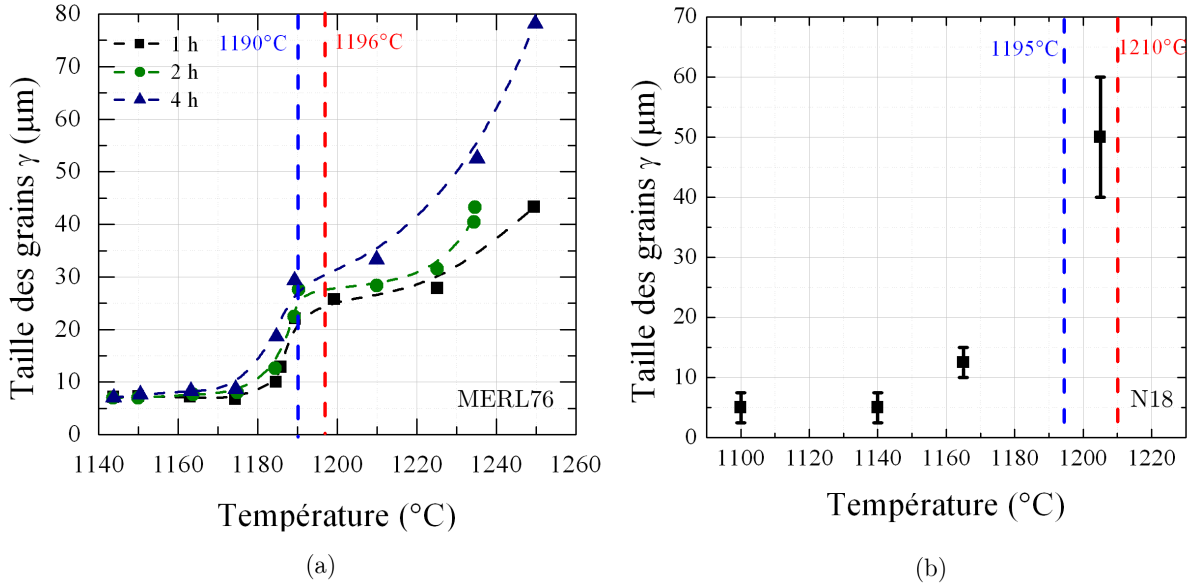 80
70
60
50
40
30
20
10
0
1190°C
1196°C
1 h
2 h
4 h
MERL76
1140 1160 1180 1200 1220 1240 1260
Taille des grains γ (μm)
Température (°C)
(a)
70
60
50
40
30
20
10
0
1195°C
1210°C
N18
1100 1120 1140 1160 1180 1200 1220
Taille des grains γ (μm)
Température (°C)
(b)